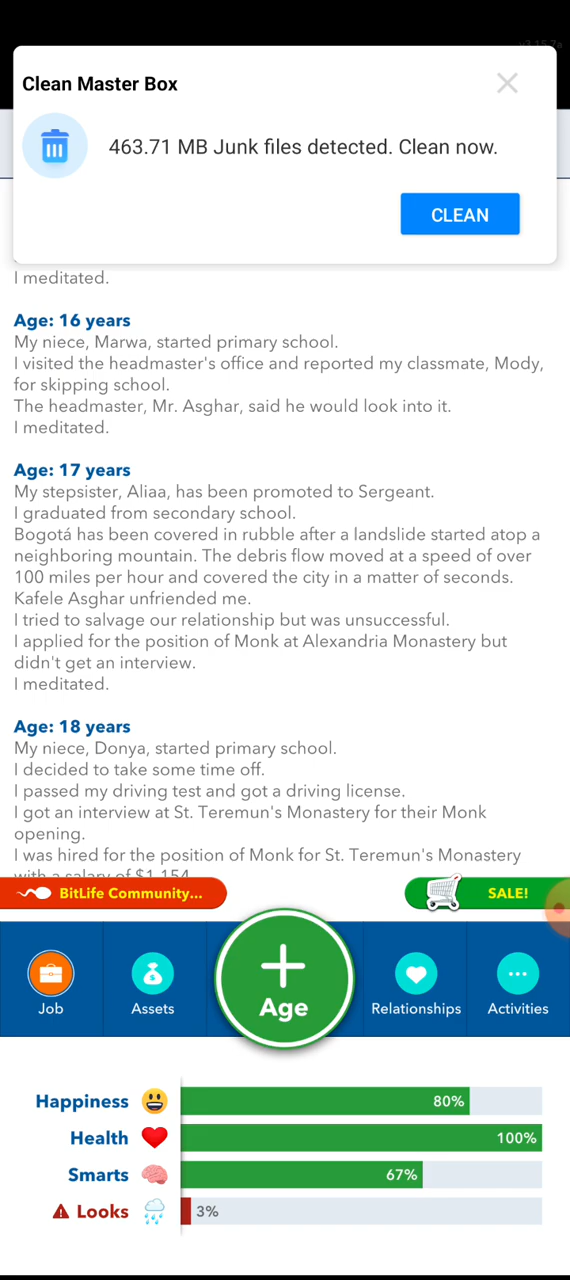 v3.15.7a
Clean Master Box
463.71 MB Junk files detected. Clean now.
CLEAN
I meditated.
Age: 16 years
My niece, Marwa, started primary school.
I visited the headmaster's office and reported my classmate, Mody,
for skipping school.
The headmaster, Mr. Asghar, said he would look into it.
I meditated.
Age: 17 years
My stepsister, Aliaa, has been promoted to Sergeant.
I graduated from secondary school.
Bogotá has been covered in rubble after a landslide started atop a
neighboring mountain. The debris flow moved at a speed of over
100 miles per hour and covered the city in a matter of seconds.
Kafele Asghar unfriended me.
I tried to salvage our relationship but was unsuccessful.
I applied for the position of Monk at Alexandria Monastery but
didn't get an interview.
I meditated.
Age: 18 years
My niece, Donya, started primary school.
I decided to take some time off.
I passed my driving test and got a driving license.
I got an interview at St. Teremun's Monastery for their Monk
opening.
I was hired for the position of Monk for St. Teremun's Monastery
with a salary of $1,154
BitLife Community...
SALE!
Job
Assets
Age
Relationships
Activities
Happiness 80%
Health 100%
Smarts 67%
Looks 3%